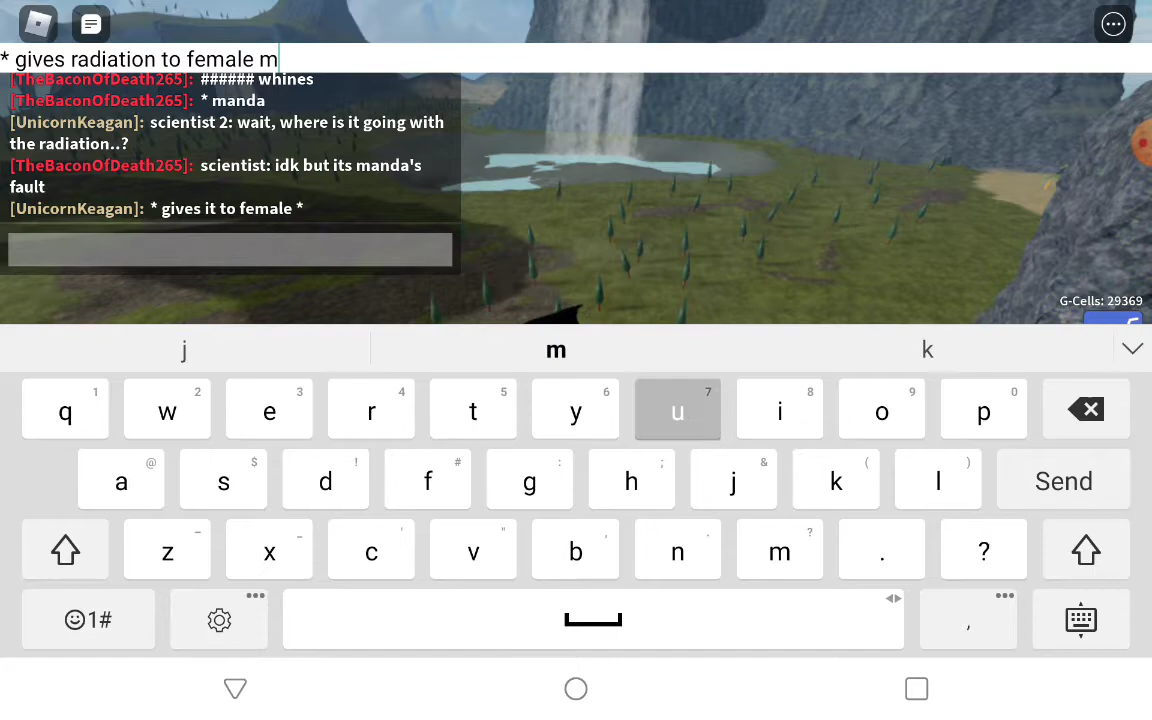 * gives radiation to female m
[TheBaconOfDeath265]: ###### whines
[TheBaconOfDeath265]: * manda
[UnicornKeagan]: scientist 2: wait, where is it going with
the radiation..?
[TheBaconOfDeath265]: scientist: idk but its manda's
fault
[UnicornKeagan]: * gives it to female *
G-Cells: 29369
j m k
q 1 w 2 e 3 r 4 t 5 y 6 u 7 i 8 o 9 p 0
a @ s $ d ! f # g : h ; j & k ( l ) Send
z x c v b n m ? . ?
☺1# ,